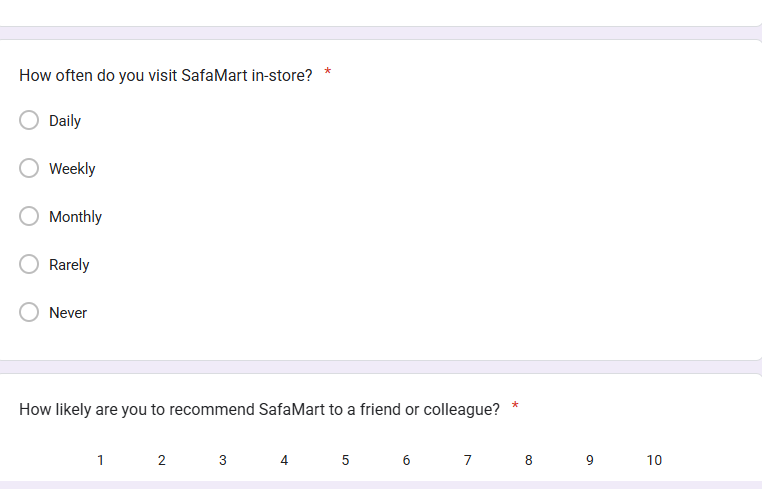 How often do you visit SafaMart in-store? *
Daily
Weekly
Monthly
Rarely
Never
How likely are you to recommend SafaMart to a friend or colleague? *
1 2 3 4 5 6 7 8 9 10